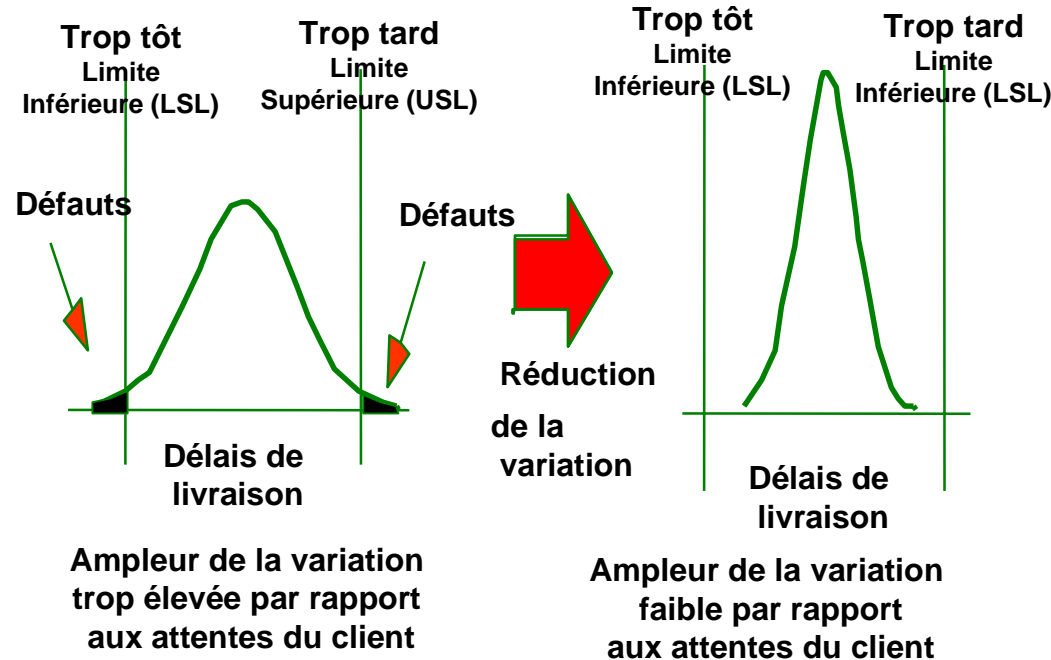 Trop tôt
Limite
Inférieure (LSL)
Trop tard
Limite
Supérieure (USL)
Défauts
Défauts
Délais de
livraison
Ampleur de la variation
trop élevée par rapport
aux attentes du client
Réduction
de la
variation
Trop tôt
Limite
Inférieure (LSL)
Trop tard
Limite
Inférieure (LSL)
Délais de
livraison
Ampleur de la variation
faible par rapport
aux attentes du client